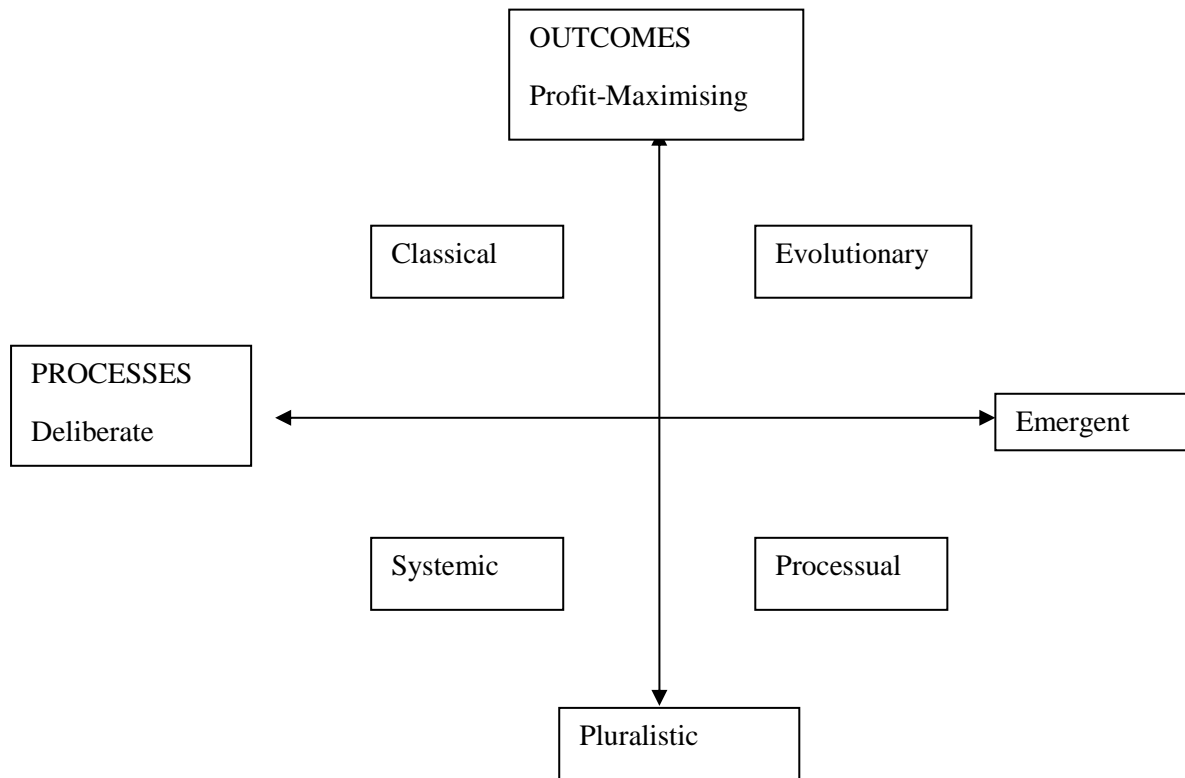 OUTCOMES
Profit-Maximising
Classical
Evolutionary
PROCESSES
Deliberate
Emergent
Systemic
Processual
Pluralistic